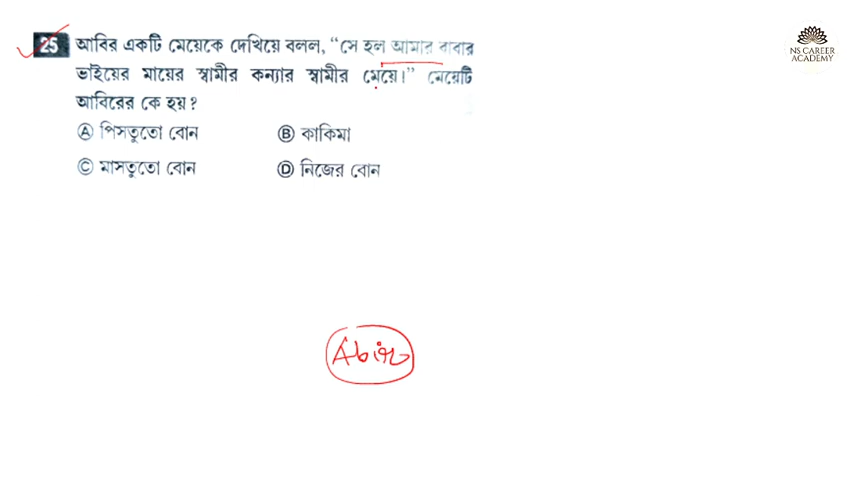 NS CAREER
ACADEMY
25 আবির একটি মেয়েকে দেখিয়ে বলল, “সে হল আমার বাবার
ভাইয়ের মায়ের স্বামীর কন্যার স্বামীর মেয়ে।” মেয়েটি
আবিরের কে হয়?
Ⓐ পিসতুতো বোন Ⓑ কাকিমা
Ⓒ মাসতুতো বোন Ⓓ নিজের বোন
Abir